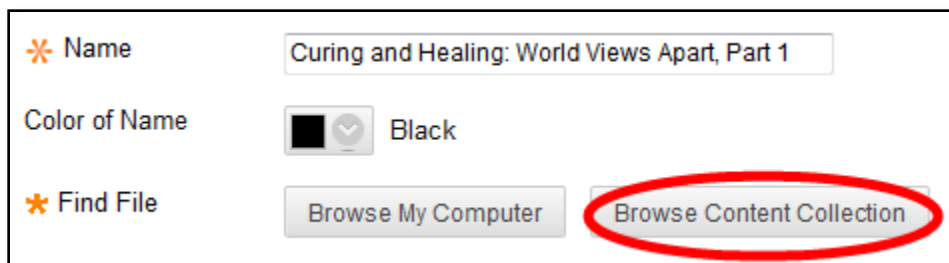 Name Curing and Healing: World Views Apart, Part 1
Color of Name Black
Find File Browse My Computer Browse Content Collection